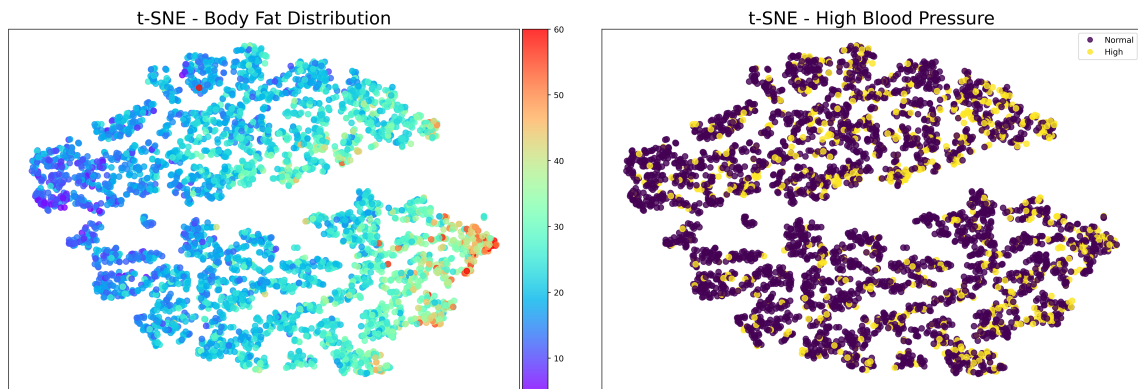 t-SNE - Body Fat Distribution
60
50
40
30
20
10
t-SNE - High Blood Pressure
Normal
High